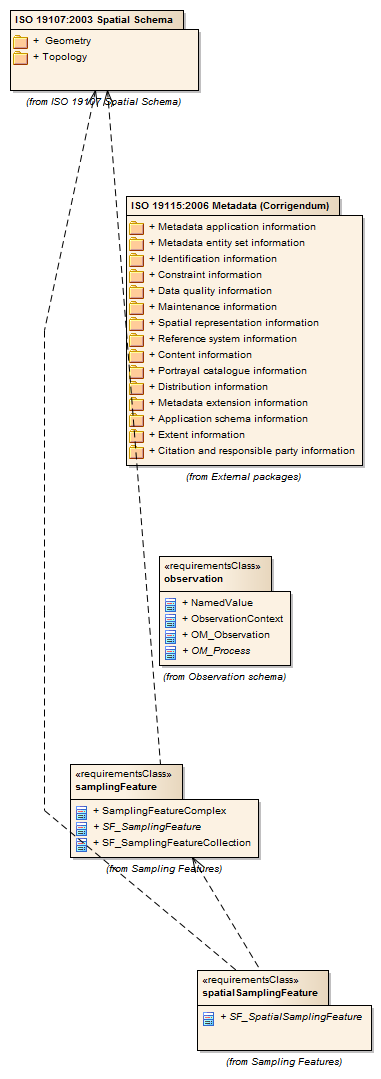 ISO 19107:2003 Spatial Schema
+ Geometry
+ Topology
(from ISO 19107 Spatial Schema)
ISO 19115:2006 Metadata (Corrigendum)
+ Metadata application information
+ Metadata entity set information
+ Identification information
+ Constraint information
+ Data quality information
+ Maintenance information
+ Spatial representation information
+ Reference system information
+ Content information
+ Portrayal catalogue information
+ Distribution information
+ Metadata extension information
+ Application schema information
+ Extent information
+ Citation and responsible party information
(from External packages)
«requirementsClass»
observation
+ NamedValue
+ ObservationContext
+ OM_Observation
+ OM_Process
(from Observation schema)
«requirementsClass»
samplingFeature
+ SamplingFeatureComplex
+ SF_SamplingFeature
+ SF_SamplingFeatureCollection
(from Sampling Features)
«requirementsClass»
spatialSamplingFeature
+ SF_SpatialSamplingFeature
(from Sampling Features)